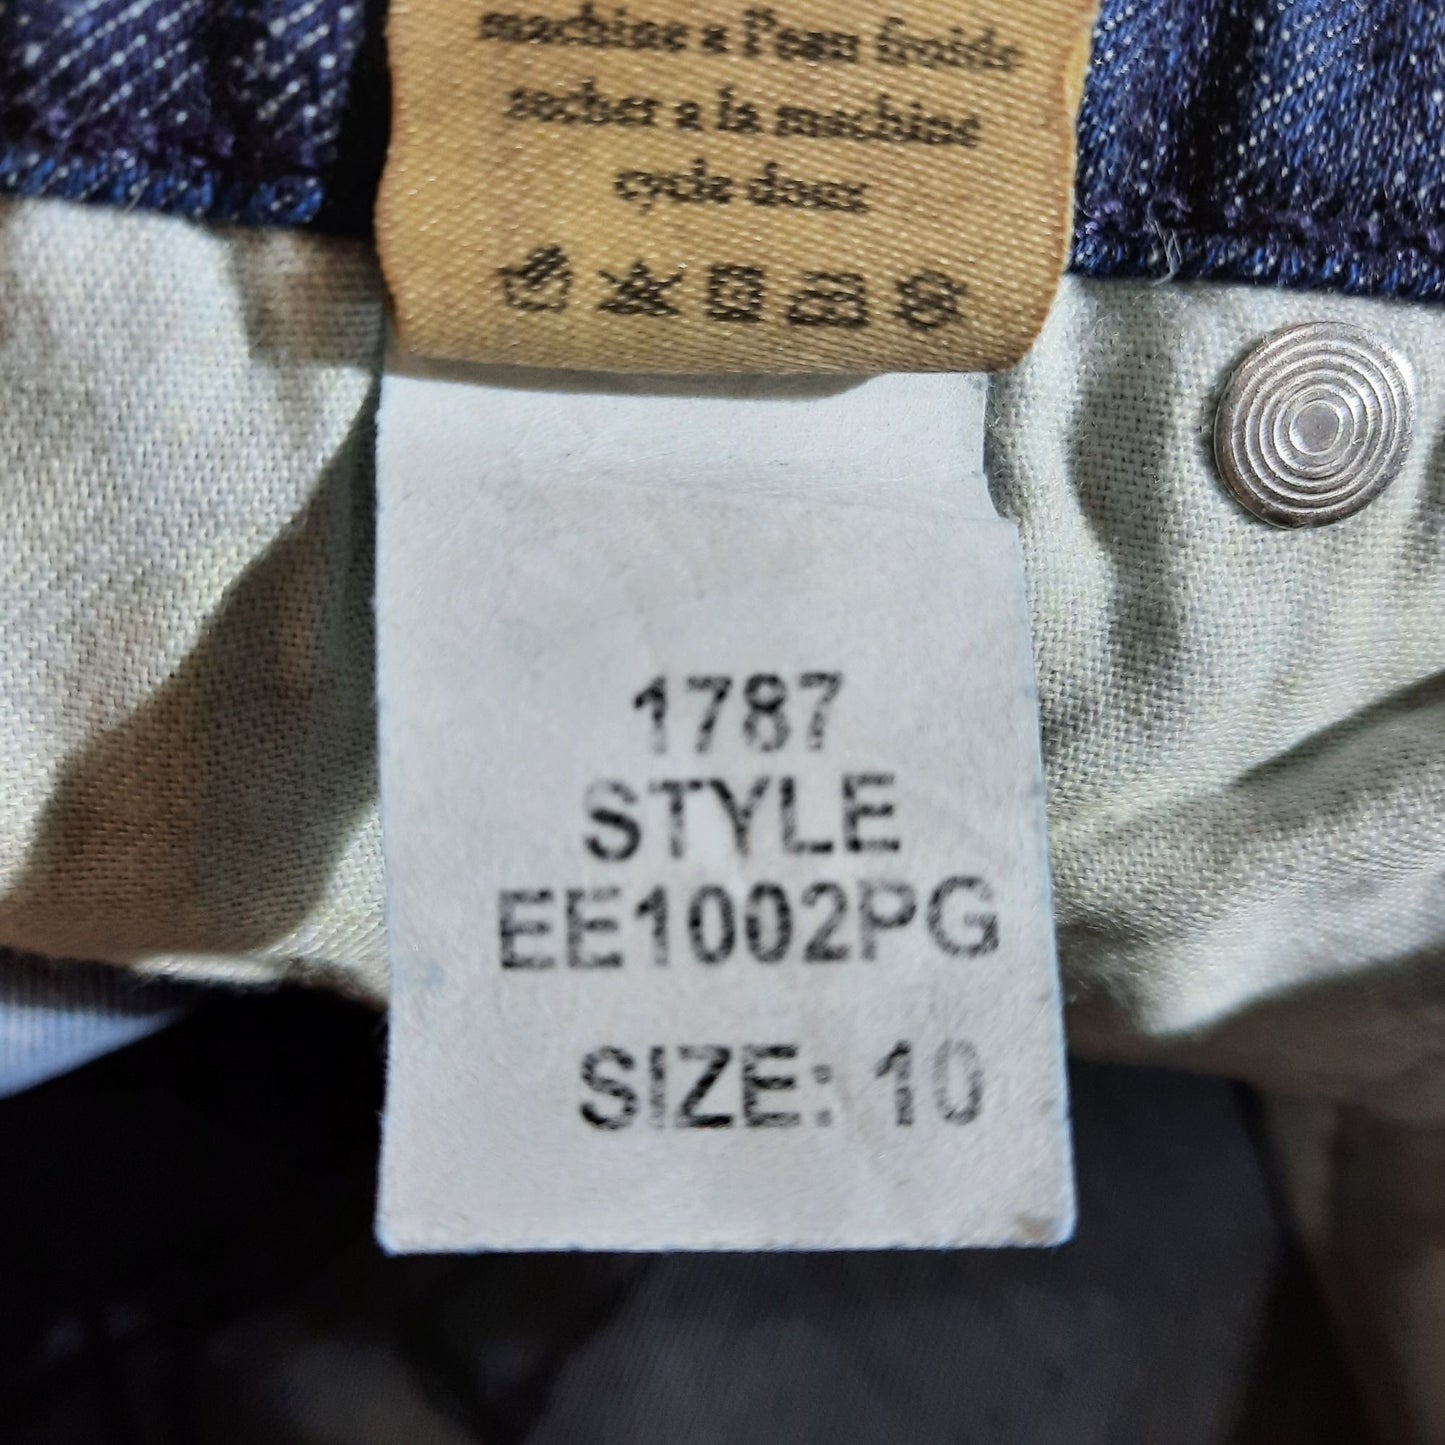 machine a l'eau froide
secher a la machine
cycle doux
1787
STYLE
EE1002PG
SIZE: 10